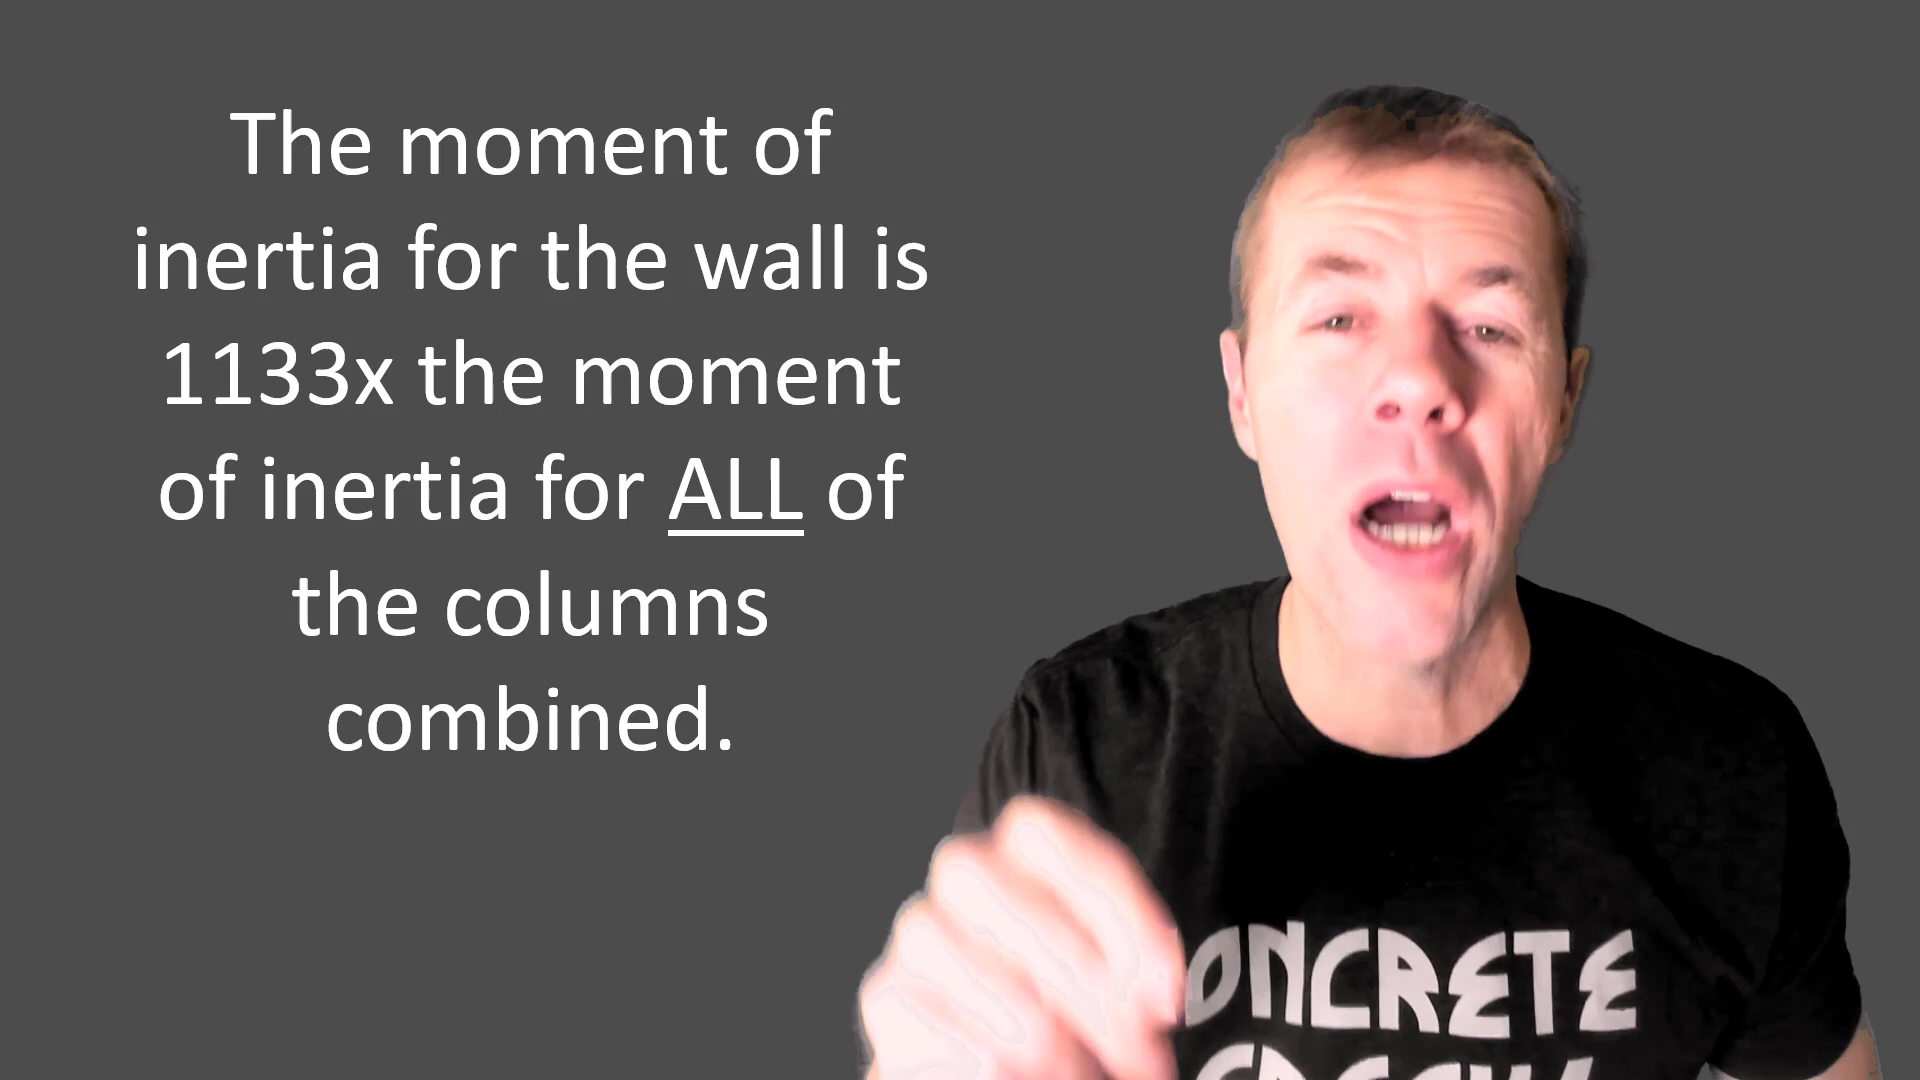 The moment of
inertia for the wall is
1133x the moment
of inertia for ALL of
the columns
combined.
ONCRETE